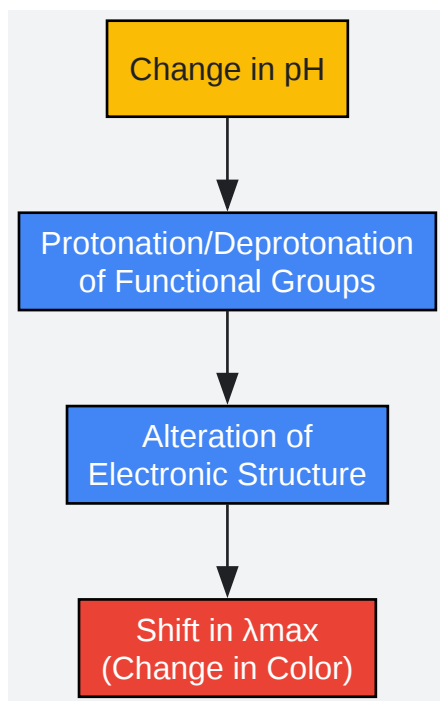 Change in pH
Protonation/Deprotonation
of Functional Groups
Alteration of
Electronic Structure
Shift in λmax
(Change in Color)